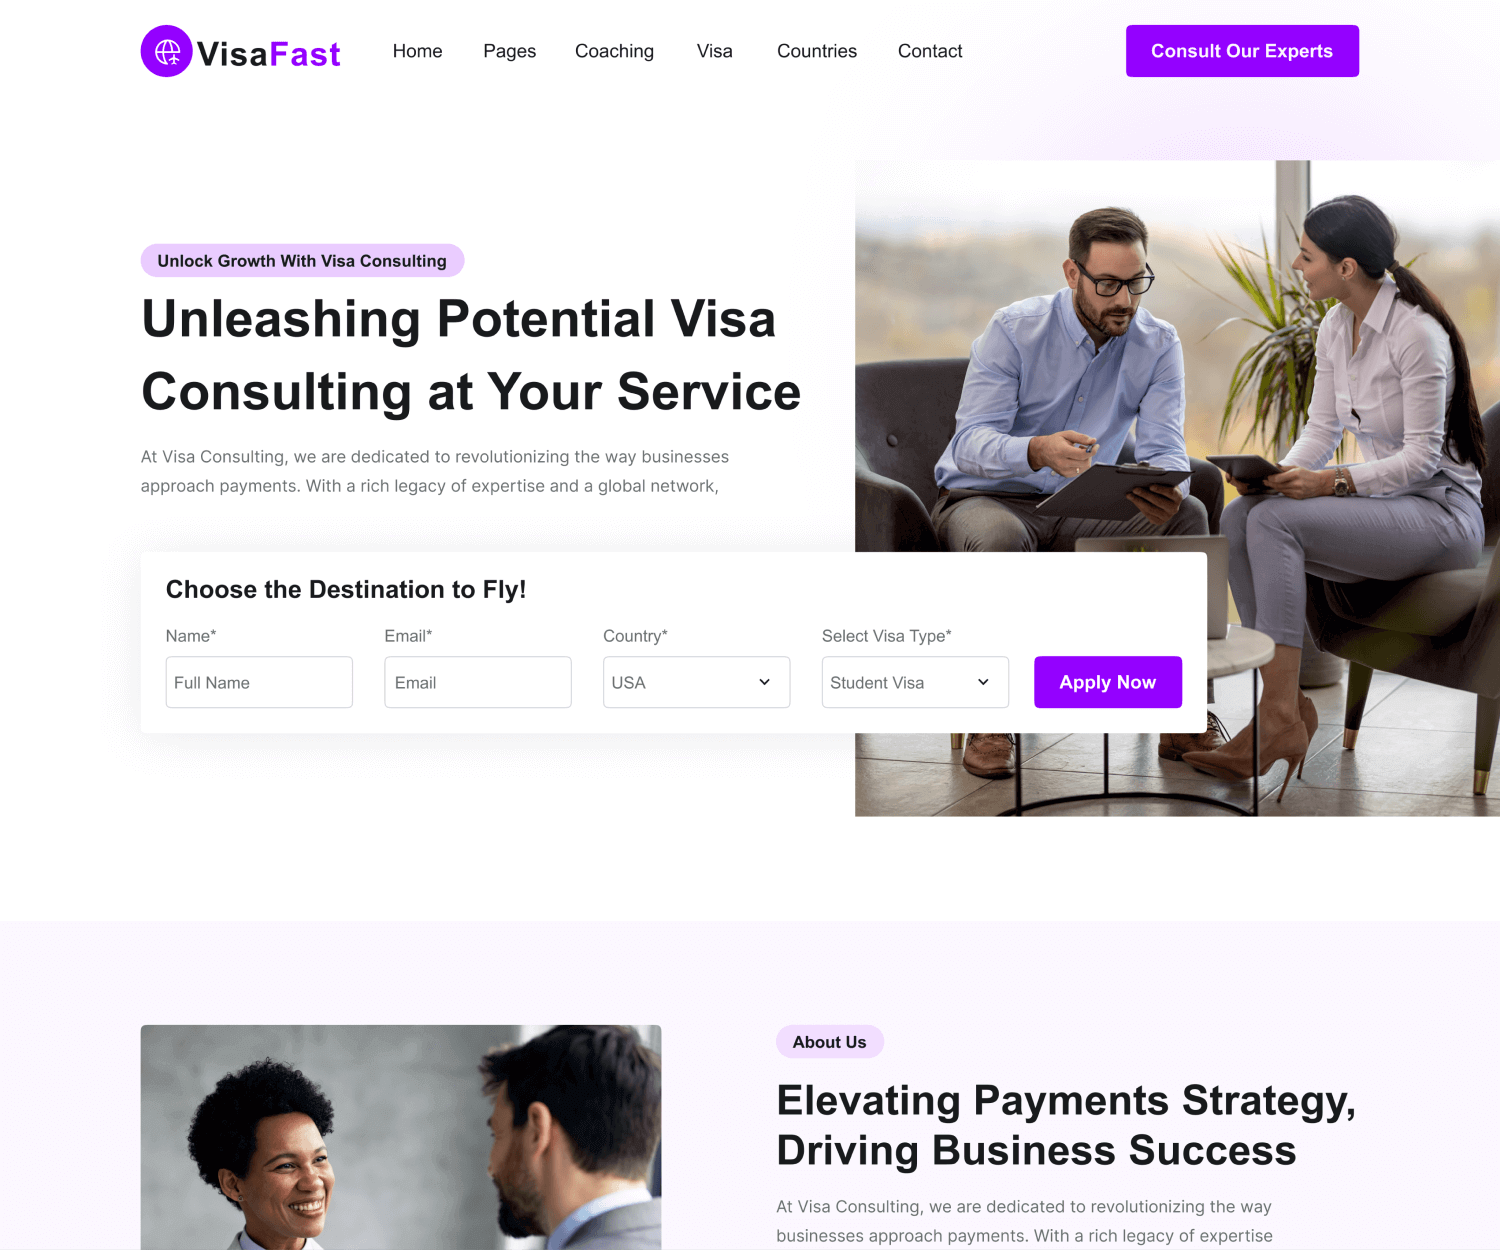 VisaFast
Home
Pages
Coaching
Visa
Countries
Contact
Consult Our Experts
Unlock Growth With Visa Consulting
Unleashing Potential Visa
Consulting at Your Service
At Visa Consulting, we are dedicated to revolutionizing the way businesses
approach payments. With a rich legacy of expertise and a global network,
Choose the Destination to Fly!
Name*
Email*
Country*
Select Visa Type*
Full Name
Email
USA
Student Visa
Apply Now
About Us
Elevating Payments Strategy,
Driving Business Success
At Visa Consulting, we are dedicated to revolutionizing the way
businesses approach payments. With a rich legacy of expertise